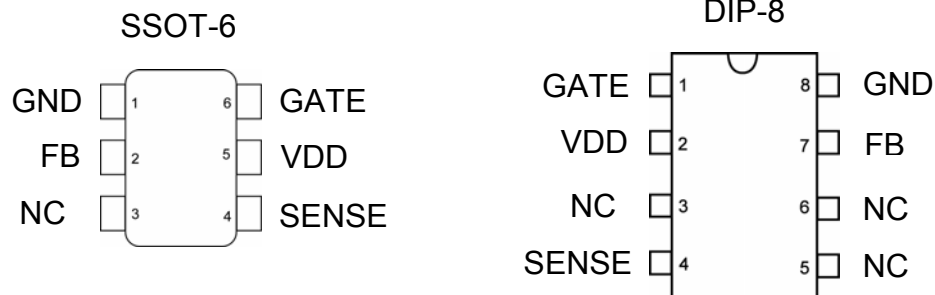 SSOT-6
GND 1 6 GATE
FB 2 5 VDD
NC 3 4 SENSE
DIP-8
GATE 1 8 GND
VDD 2 7 FB
NC 3 6 NC
SENSE 4 5 NC